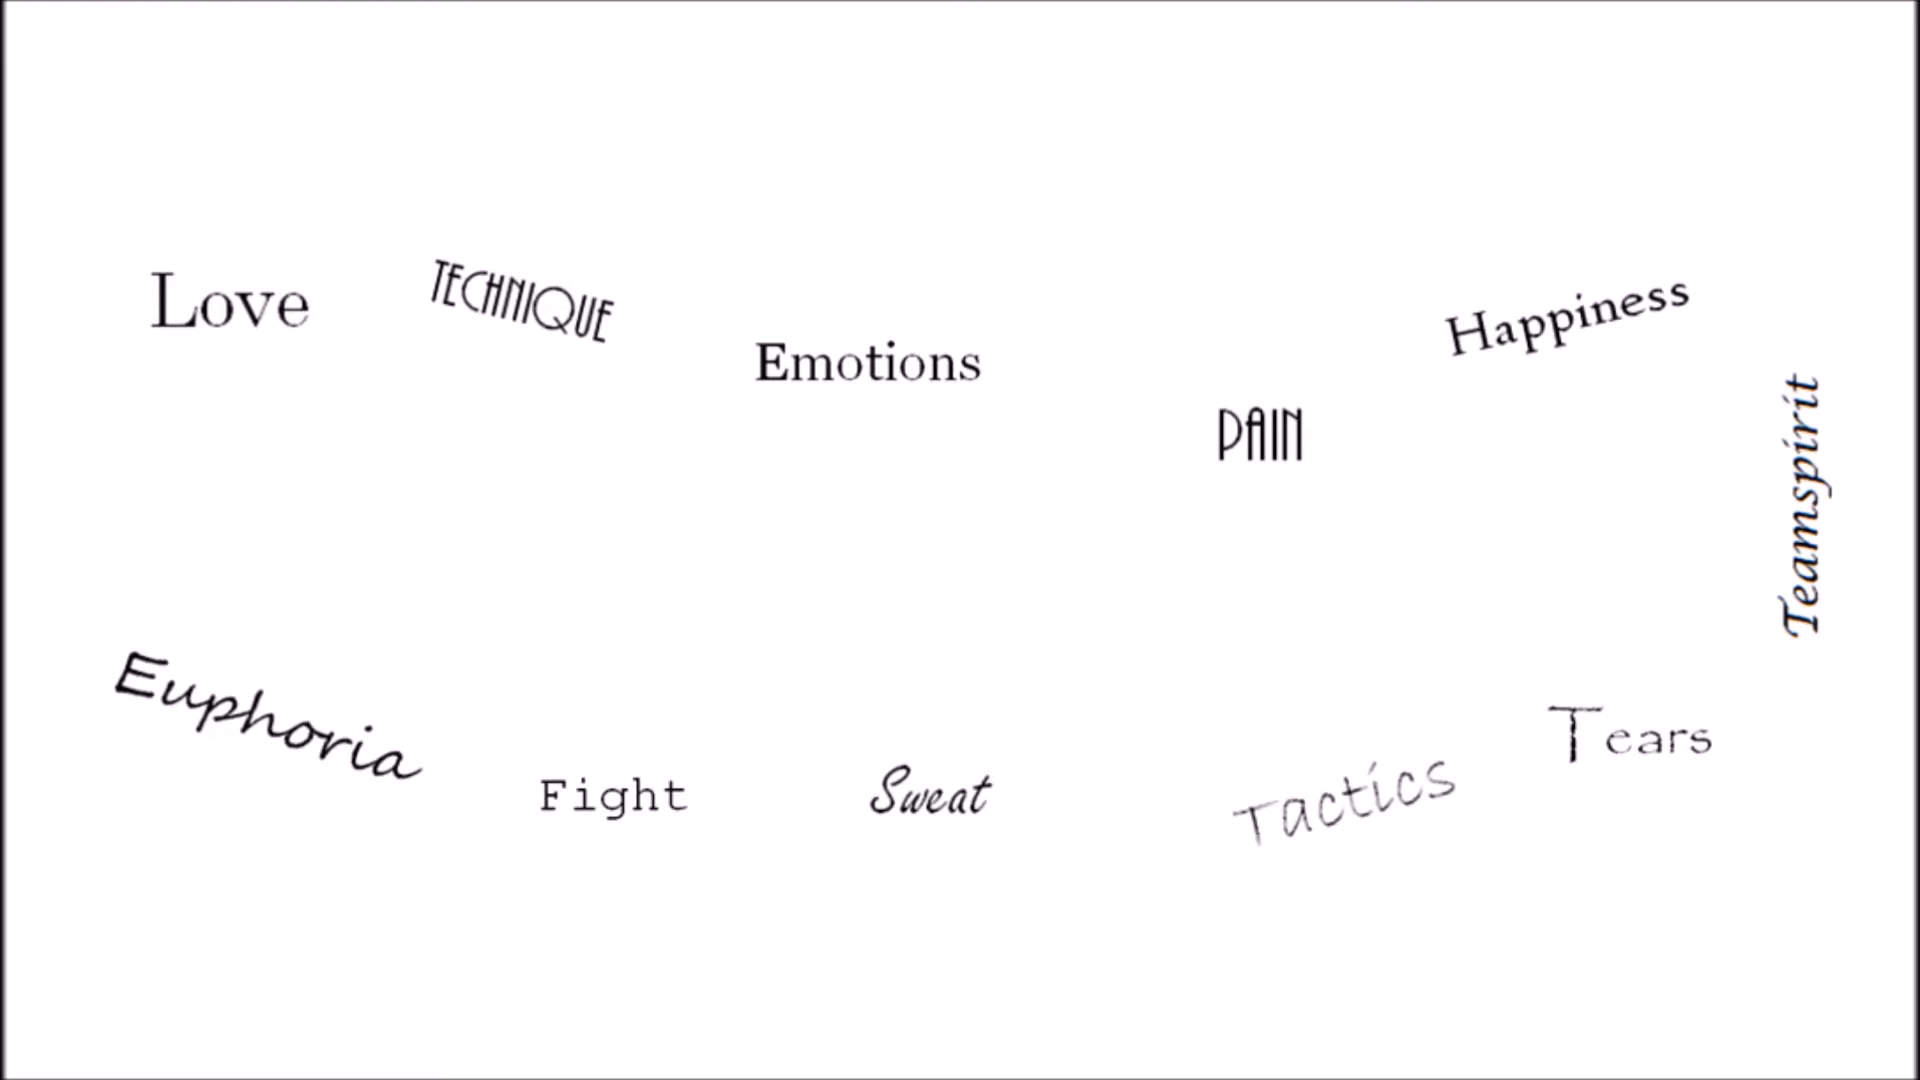 Love
TECHNIQUE
Emotions
PAIN
Happiness
Teamspirit
Euphoria
Fight
Sweat
Tactics
Tears